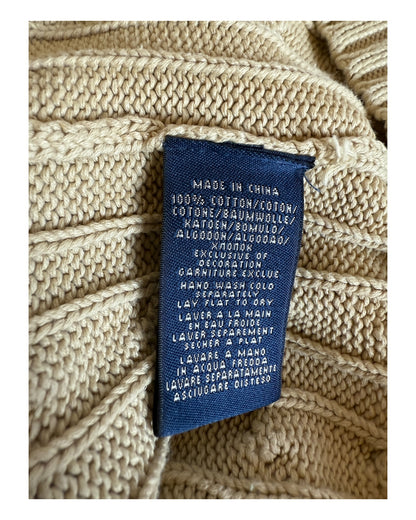 MADE IN CHINA
100% COTTON/COTON/
COTONE/BAUMWOLLE/
KATOEN/BOMULD/
ALGODON/ALGODAO/
ХЛОПОК
EXCLUSIVE OF
DECORATION
GARNITURE EXCLUE
HAND WASH COLD
SEPARATELY
LAY FLAT TO DRY
LAVER A LA MAIN
EN EAU FROIDE
LAVER SEPAREMENT
SECHER A PLAT
LAVARE A MANO
IN ACQUA FREDDA
LAVARE SEPARATAMENTE
ASCIUGARE DISTESO